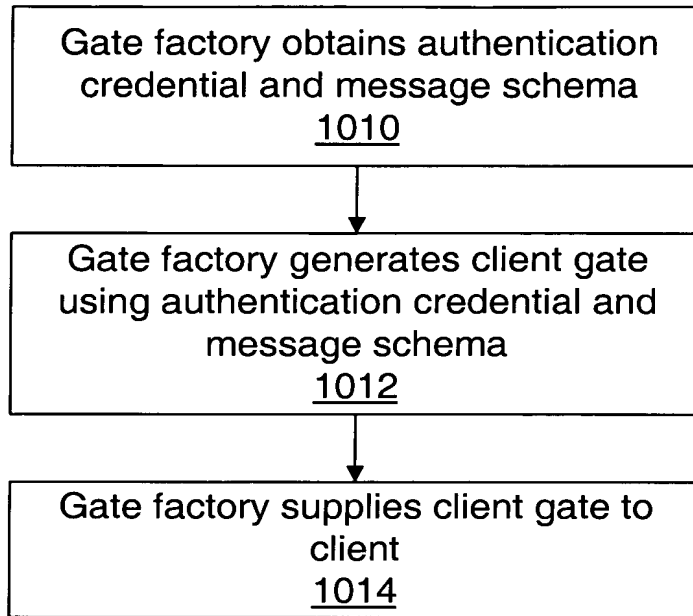 Gate factory obtains authentication
credential and message schema
1010
Gate factory generates client gate
using authentication credential and
message schema
1012
Gate factory supplies client gate to
client
1014